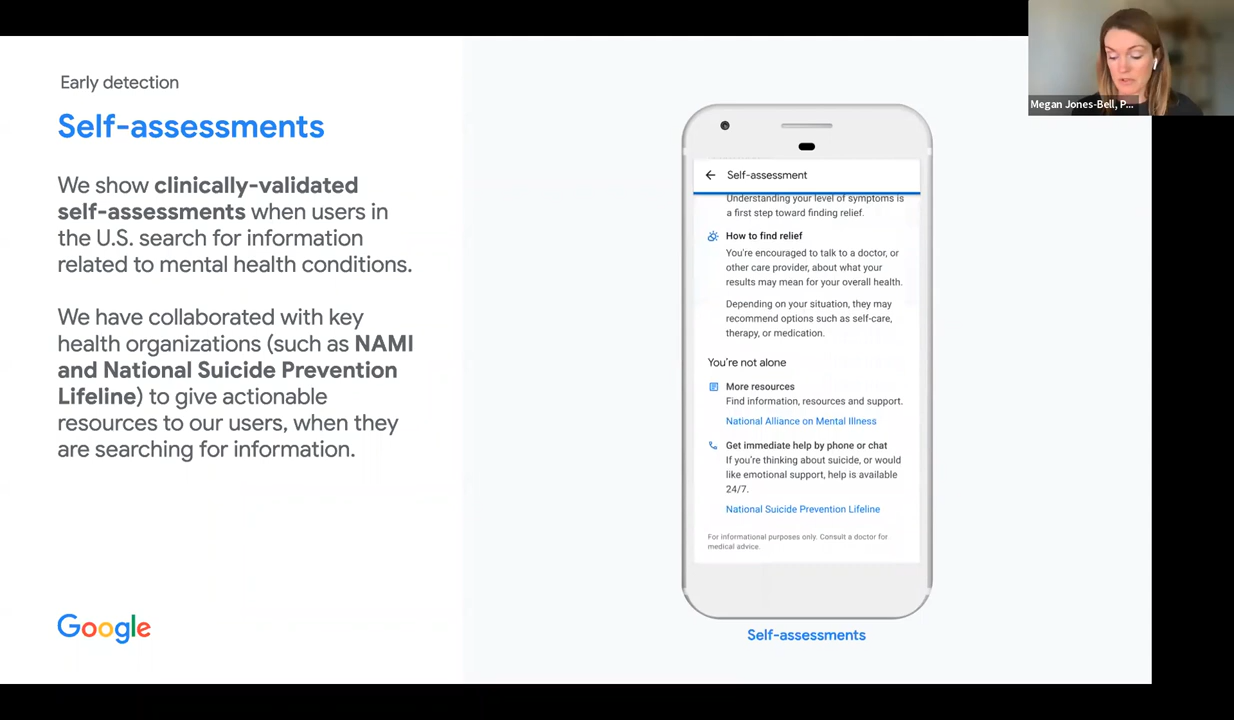 Early detection
Self-assessments
We show clinically-validated
self-assessments when users in
the U.S. search for information
related to mental health conditions.
We have collaborated with key
health organizations (such as NAMI
and National Suicide Prevention
Lifeline) to give actionable
resources to our users, when they
are searching for information.
Google
Self-assessment
Understanding your level of symptoms is
a first step toward finding relief.
How to find relief
You're encouraged to talk to a doctor, or
other care provider, about what your
results may mean for your overall health.
Depending on your situation, they may
recommend options such as self-care,
therapy, or medication.
You're not alone
More resources
Find information, resources and support.
National Alliance on Mental Illness
Get immediate help by phone or chat
If you're thinking about suicide, or would
like emotional support, help is available
24/7.
National Suicide Prevention Lifeline
For informational purposes only. Consult a doctor for
medical advice.
Self-assessments
Megan Jones-Bell, P...